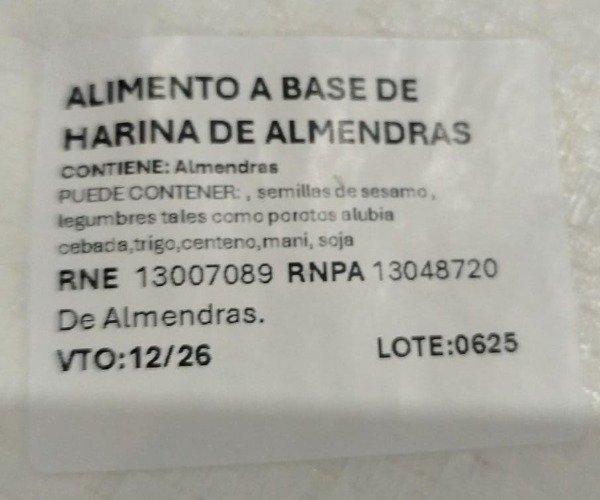 ALIMENTO A BASE DE
HARINA DE ALMENDRAS
CONTIENE: Almendras
PUEDE CONTENER: , semillas de sesamo,
legumbres tales como porotos alubia
cebada,trigo,centeno,mani, soja
RNE 13007089 RNPA 13048720
De Almendras.
VTO:12/26 LOTE:0625